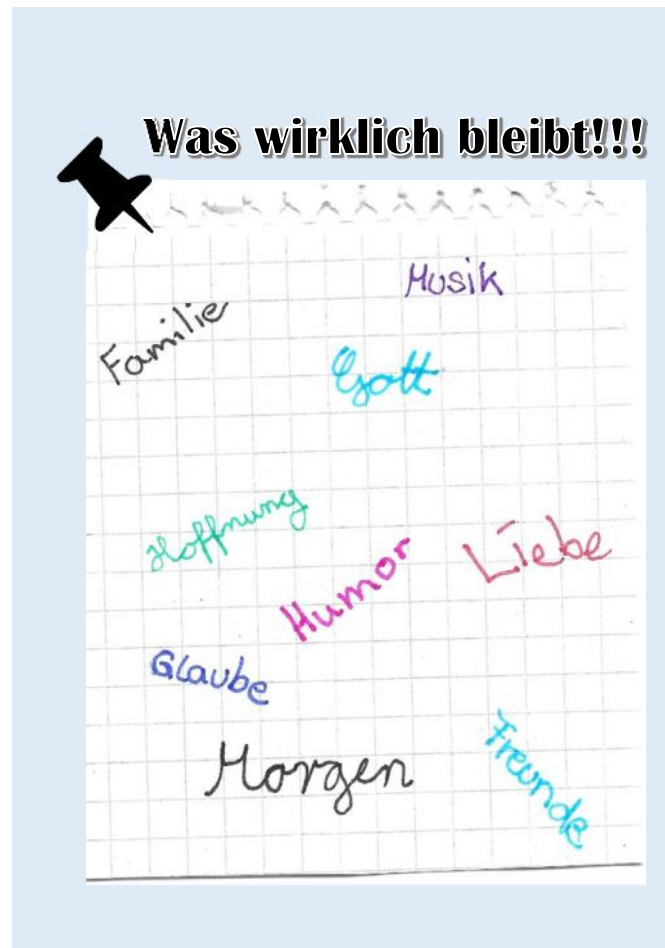 Was wirklich bleibt!!!
Musik
Familie
Gott
Hoffnung
Humor
Liebe
Glaube
Morgen
Freunde